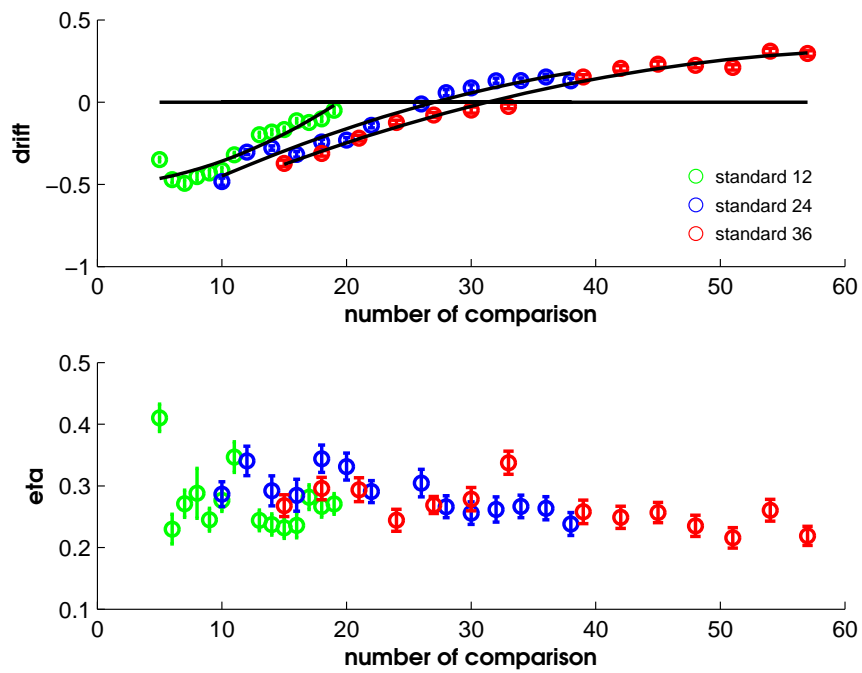 0.5
0
−0.5
−1
drift
standard 12
standard 24
standard 36
0 10 20 30 40 50 60
number of comparison
0.5
0.4
0.3
0.2
0.1
eta
0 10 20 30 40 50 60
number of comparison